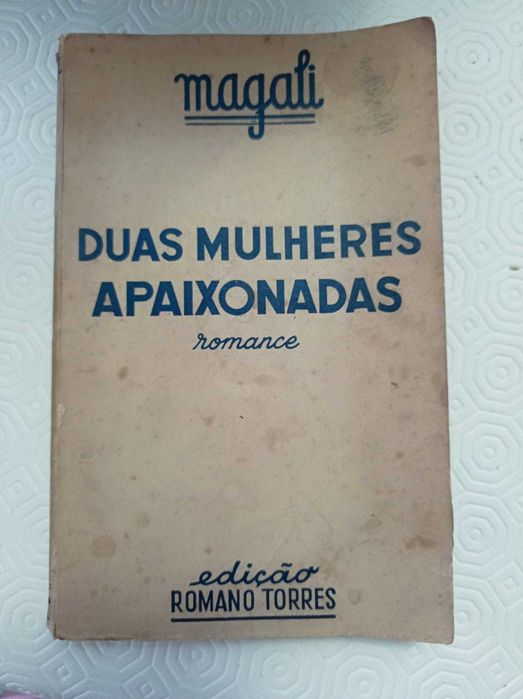 magali
DUAS MULHERES
APAIXONADAS
romance
edição
ROMANO TORRES